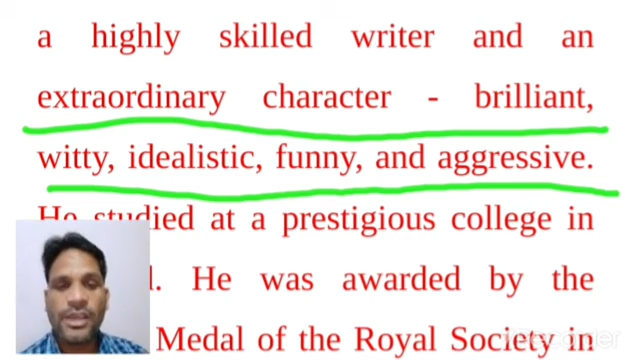 a highly skilled writer and an
extraordinary character - brilliant,
witty, idealistic, funny, and aggressive.
He studied at a prestigious college in
He was awarded by the
Medal of the Royal Society in